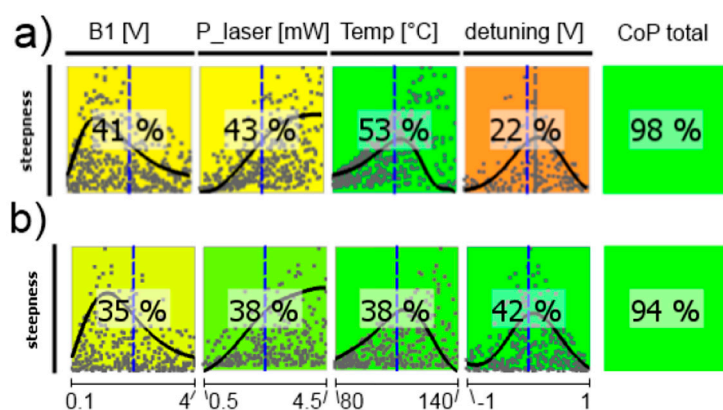 a) B1 [V] P_laser [mW] Temp [°C] detuning [V] CoP total
steepness 41 % 43 % 53 % 22 % 98 %
b)
steepness 35 % 38 % 38 % 42 % 94 %
0.1 4 0.5 4.5 80 140 -1 1